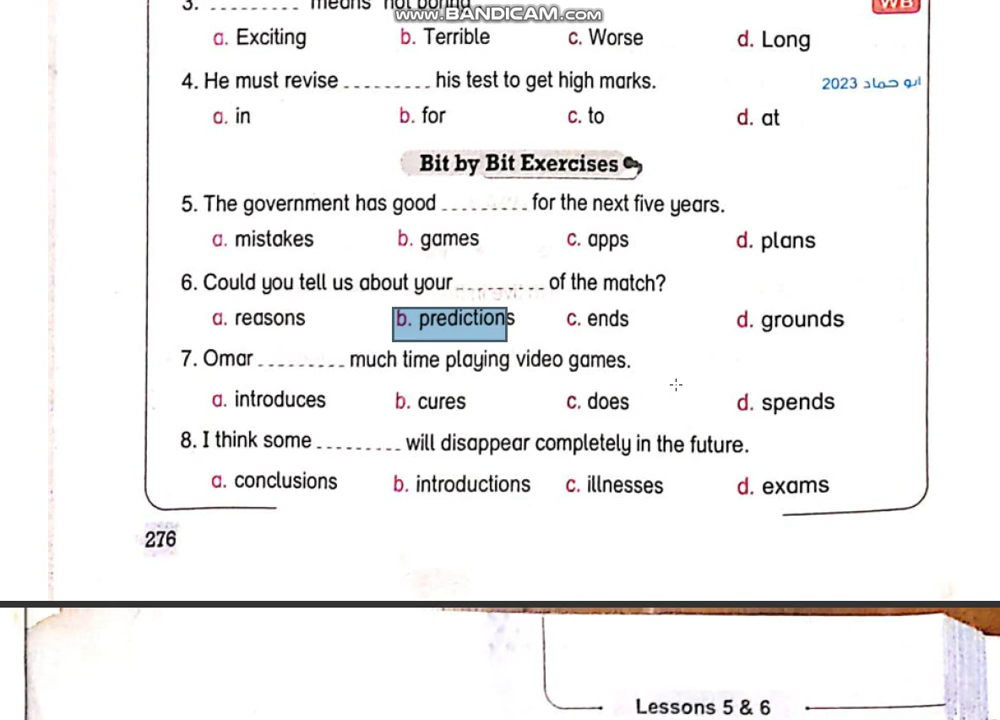 www.BANDICAM.com
3. .......... means "not boring
WB
a. Exciting b. Terrible c. Worse d. Long
4. He must revise ......... his test to get high marks. ابو حماد 2023
a. in b. for c. to d. at
Bit by Bit Exercises
5. The government has good ......... for the next five years.
a. mistakes b. games c. apps d. plans
6. Could you tell us about your ......... of the match?
a. reasons b. predictions c. ends d. grounds
7. Omar ......... much time playing video games.
a. introduces b. cures c. does d. spends
8. I think some ......... will disappear completely in the future.
a. conclusions b. introductions c. illnesses d. exams
276
Lessons 5 & 6